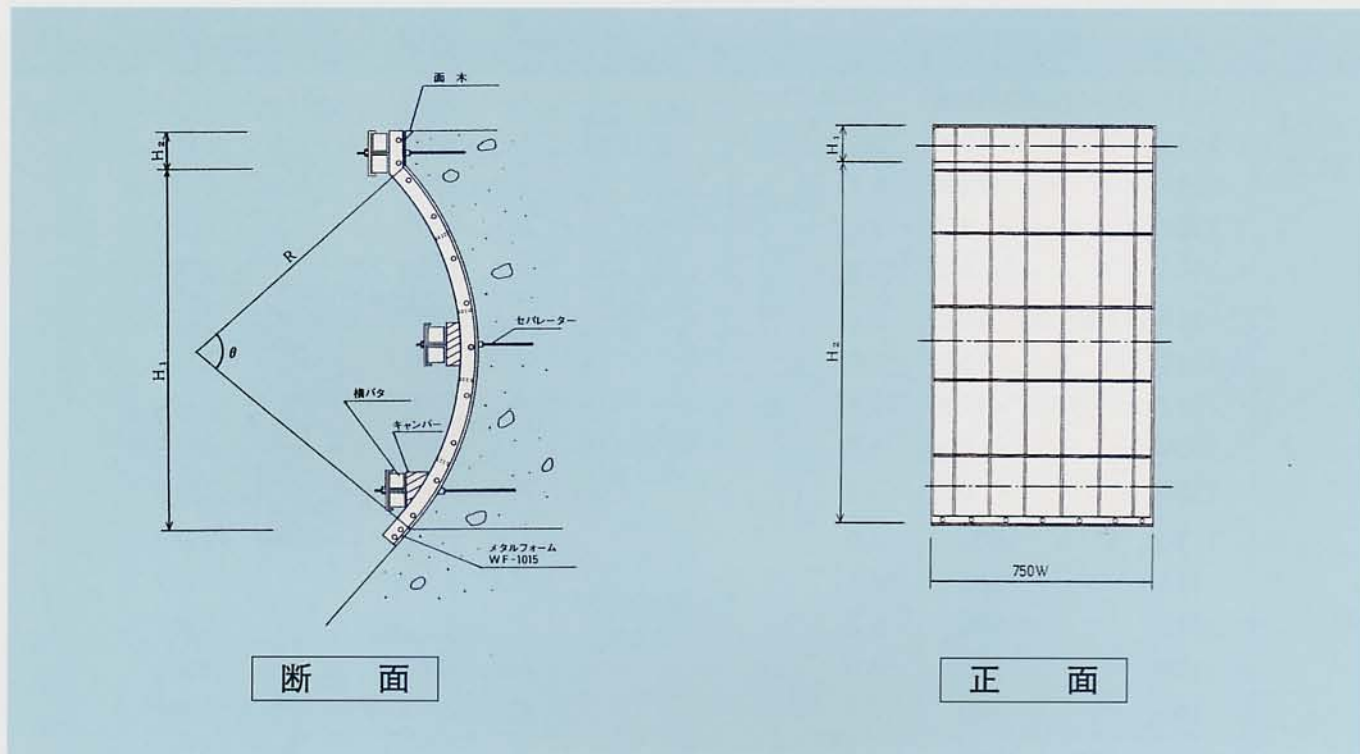 面 木
H₂
R
θ
H₁
セパレーター
横バタ
キャンバー
メタルフォーム
WF-1015
断 面
H₁
H₂
750W
正 面